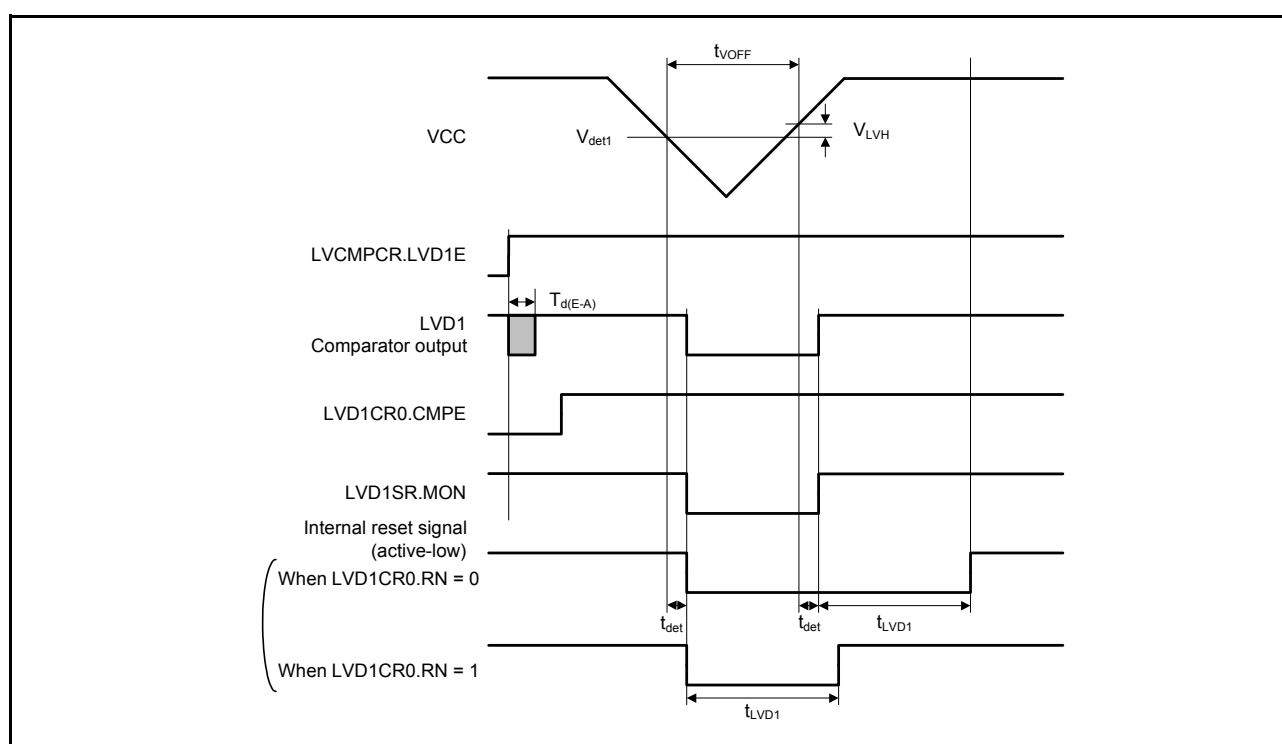 tVOFF
VCC
Vdet1
VLVH
LVCMPCR.LVD1E
Td(E-A)
LVD1
Comparator output
LVD1CR0.CMPE
LVD1SR.MON
Internal reset signal
(active-low)
When LVD1CR0.RN = 0
tdet
tdet
tLVD1
When LVD1CR0.RN = 1
tLVD1